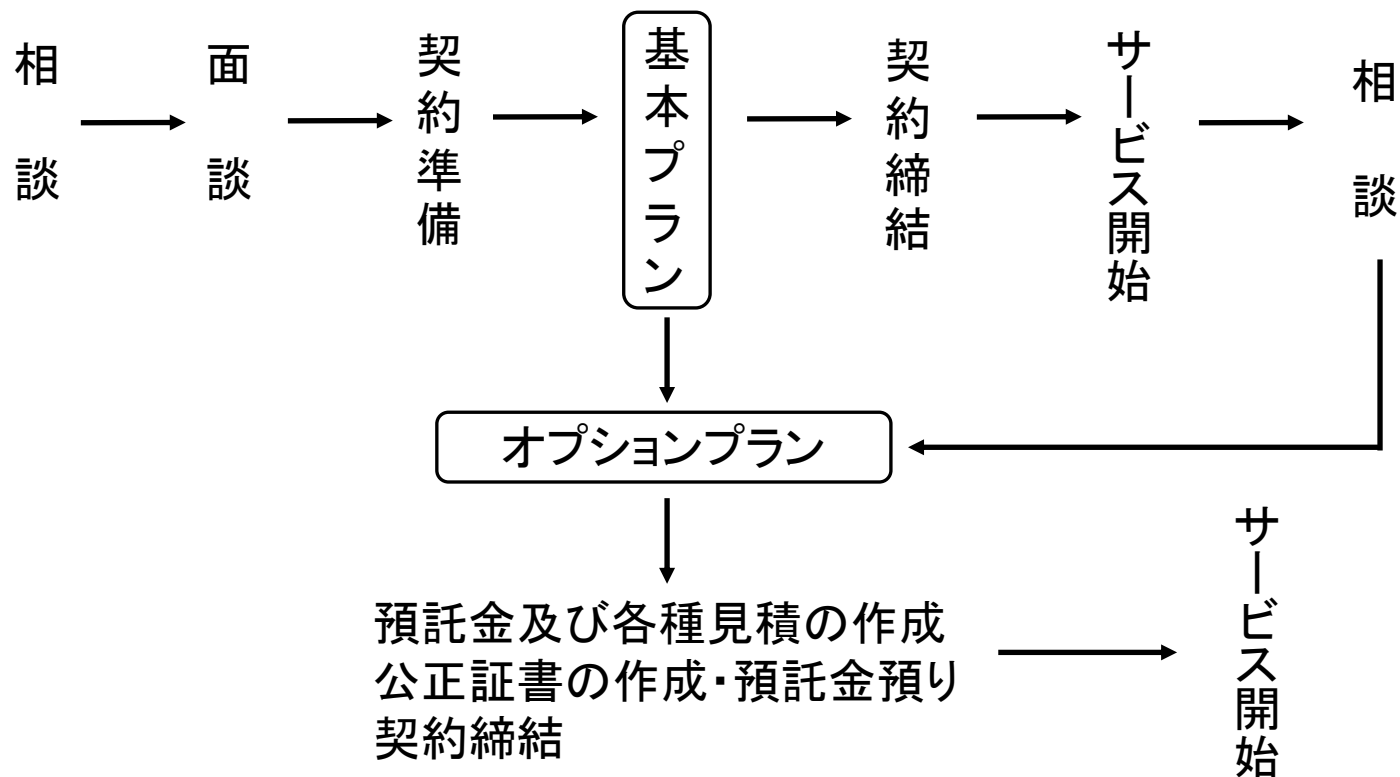 相談
面談
契約準備
基本プラン
契約締結
サービス開始
相談
オプションプラン
預託金及び各種見積の作成
公正証書の作成・預託金預り
契約締結
サービス開始